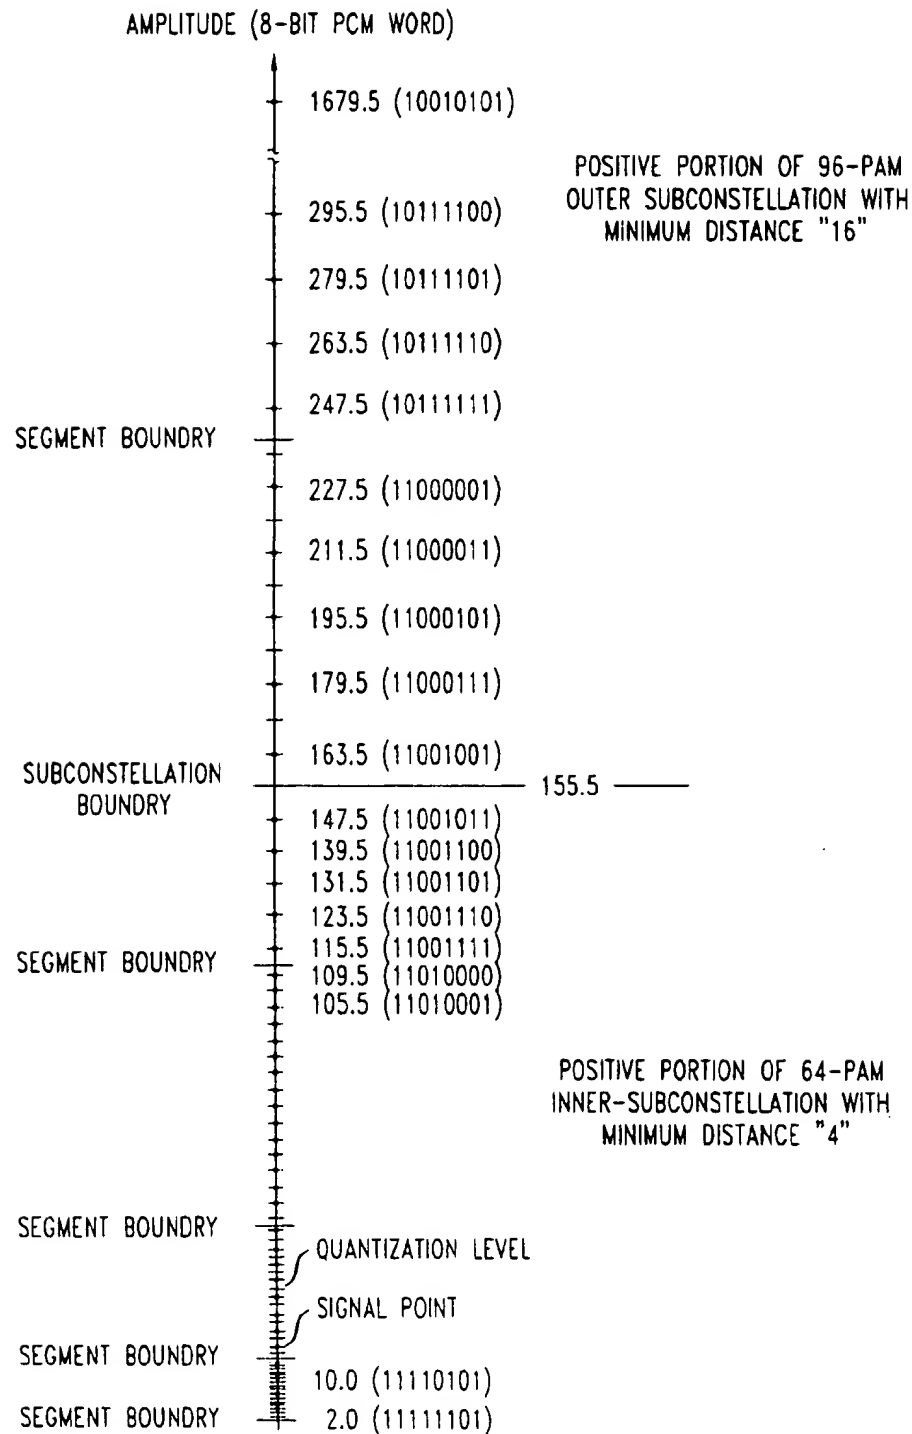 AMPLITUDE (8-BIT PCM WORD)
1679.5 (10010101)
POSITIVE PORTION OF 96-PAM
OUTER SUBCONSTELLATION WITH
MINIMUM DISTANCE "16"
295.5 (10111100)
279.5 (10111101)
263.5 (10111110)
247.5 (10111111)
SEGMENT BOUNDRY
227.5 (11000001)
211.5 (11000011)
195.5 (11000101)
179.5 (11000111)
163.5 (11001001)
SUBCONSTELLATION
BOUNDRY
155.5
147.5 (11001011)
139.5 (11001100)
131.5 (11001101)
123.5 (11001110)
115.5 (11001111)
SEGMENT BOUNDRY
109.5 (11010000)
105.5 (11010001)
POSITIVE PORTION OF 64-PAM
INNER-SUBCONSTELLATION WITH
MINIMUM DISTANCE "4"
SEGMENT BOUNDRY
QUANTIZATION LEVEL
SIGNAL POINT
SEGMENT BOUNDRY
10.0 (11110101)
SEGMENT BOUNDRY
2.0 (11111101)